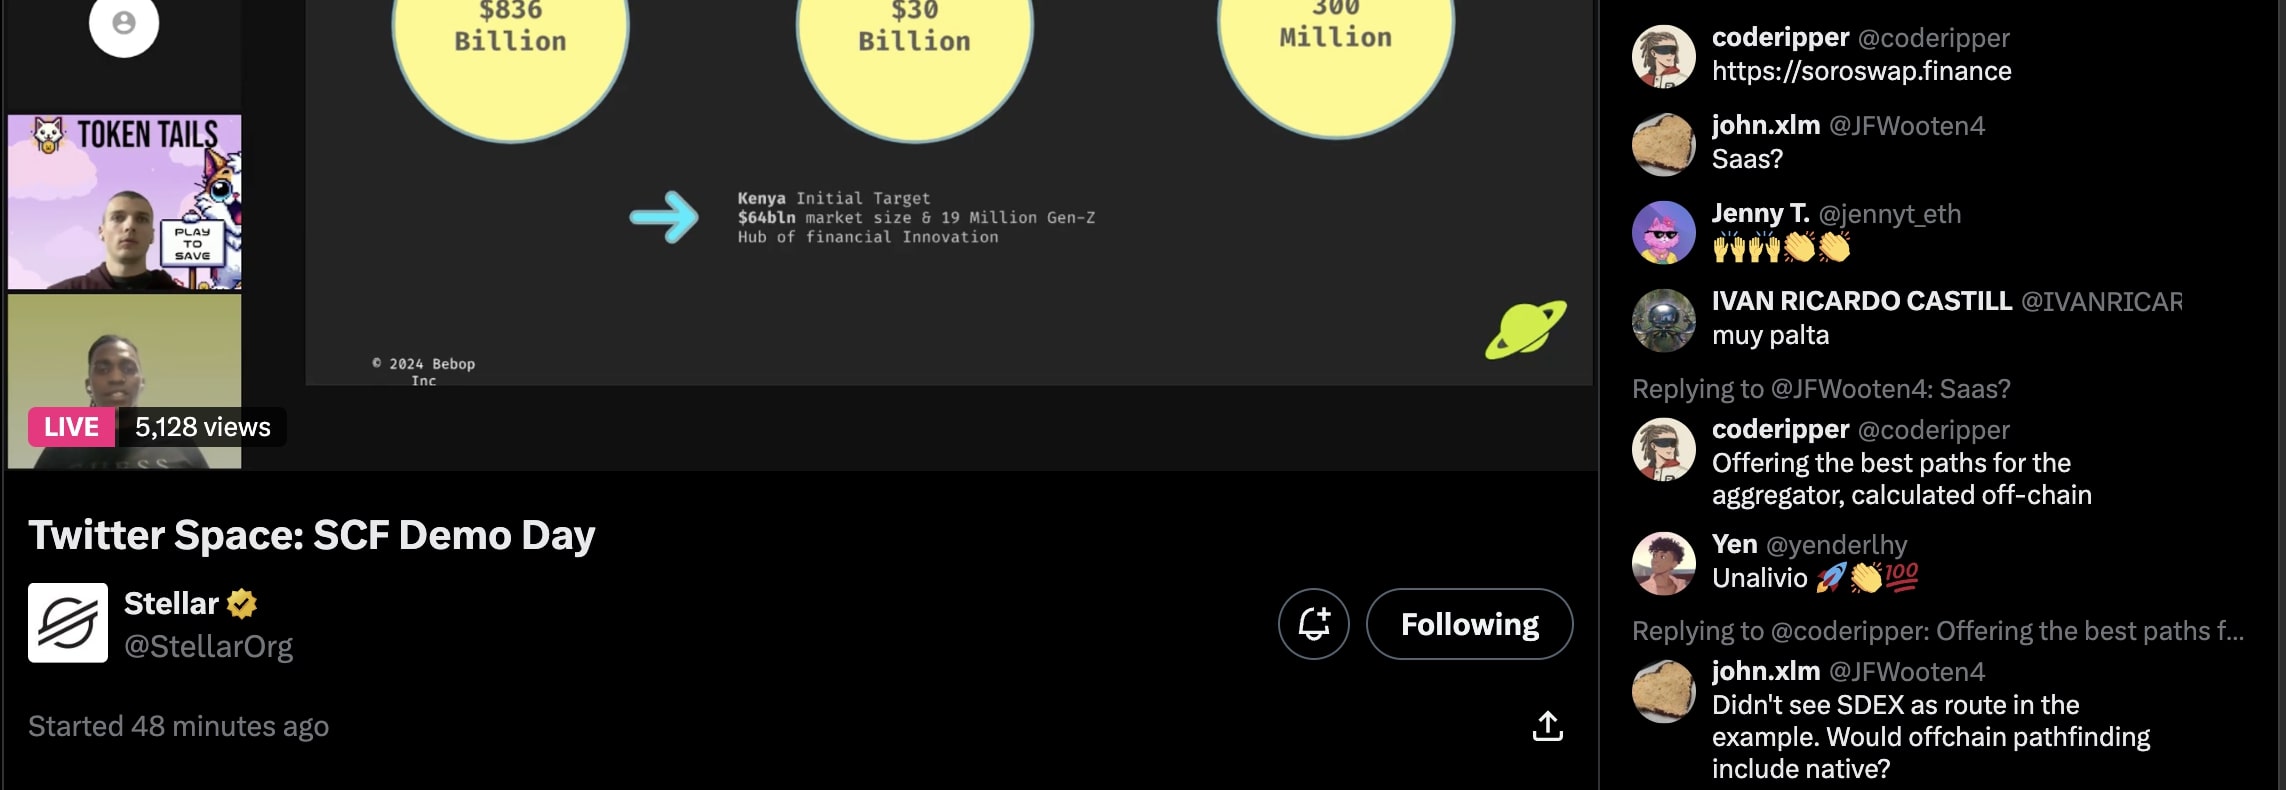 $836
Billion
$30
Billion
300
Million
TOKEN TAILS
PLAY
TO
SAVE
Kenya Initial Target
$64bln market size & 19 Million Gen-Z
Hub of financial Innovation
© 2024 Bebop
Inc
LIVE 5,128 views
Twitter Space: SCF Demo Day
Stellar
@StellarOrg
Following
Started 48 minutes ago
coderipper @coderipper
https://soroswap.finance
john.xlm @JFWooten4
Saas?
Jenny T. @jennyt_eth
🙌🙌👏👏
IVAN RICARDO CASTILL @IVANRICAR
muy palta
Replying to @JFWooten4: Saas?
coderipper @coderipper
Offering the best paths for the
aggregator, calculated off-chain
Yen @yenderlhy
Unalivio 🚀👏💯
Replying to @coderipper: Offering the best paths f...
john.xlm @JFWooten4
Didn't see SDEX as route in the
example. Would offchain pathfinding
include native?